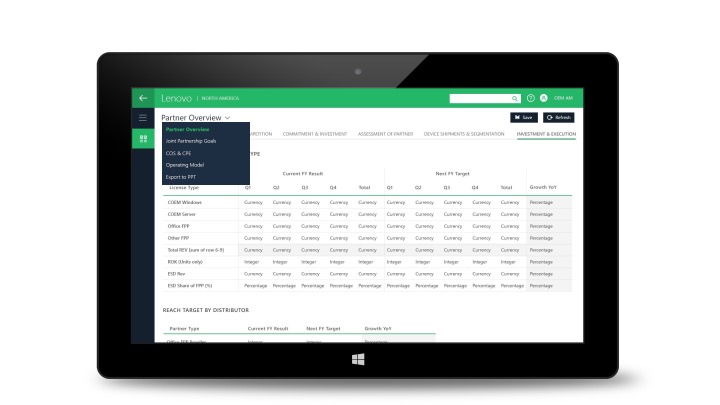 Lenovo | NORTH AMERICA
OEM AM
Partner Overview
Save
Refresh
Partner Overview
Joint Partnership Goals
COS & CPE
Operating Model
Export to PPT
COMMITMENT & INVESTMENT
ASSESSMENT OF PARTNER
DEVICE SHIPMENTS & SEGMENTATION
INVESTMENT & EXECUTION
TYPE
Current FY Result Next FY Target
License Type Q1 Q2 Q3 Q4 Total Q1 Q2 Q3 Q4 Total Growth YoY
COEM Windows Currency Currency Currency Currency Currency Currency Currency Currency Currency Currency Percentage
COEM Server Currency Currency Currency Currency Currency Currency Currency Currency Currency Currency Percentage
Office FPP Currency Currency Currency Currency Currency Currency Currency Currency Currency Currency Percentage
Other FPP Currency Currency Currency Currency Currency Currency Currency Currency Currency Currency Percentage
Total REV (sum of row 6-9) Currency Currency Currency Currency Currency Currency Currency Currency Currency Currency Percentage
ROK (Units only) Integer Integer Integer Integer Integer Integer Integer Integer Integer Integer Percentage
ESD Rev Currency Currency Currency Currency Currency Currency Currency Currency Currency Currency Percentage
ESD Share of FPP (%) Percentage Percentage Percentage Percentage Percentage Percentage Percentage Percentage Percentage Percentage Percentage
REACH TARGET BY DISTRIBUTOR
Partner Type Current FY Result Next FY Target Growth YoY